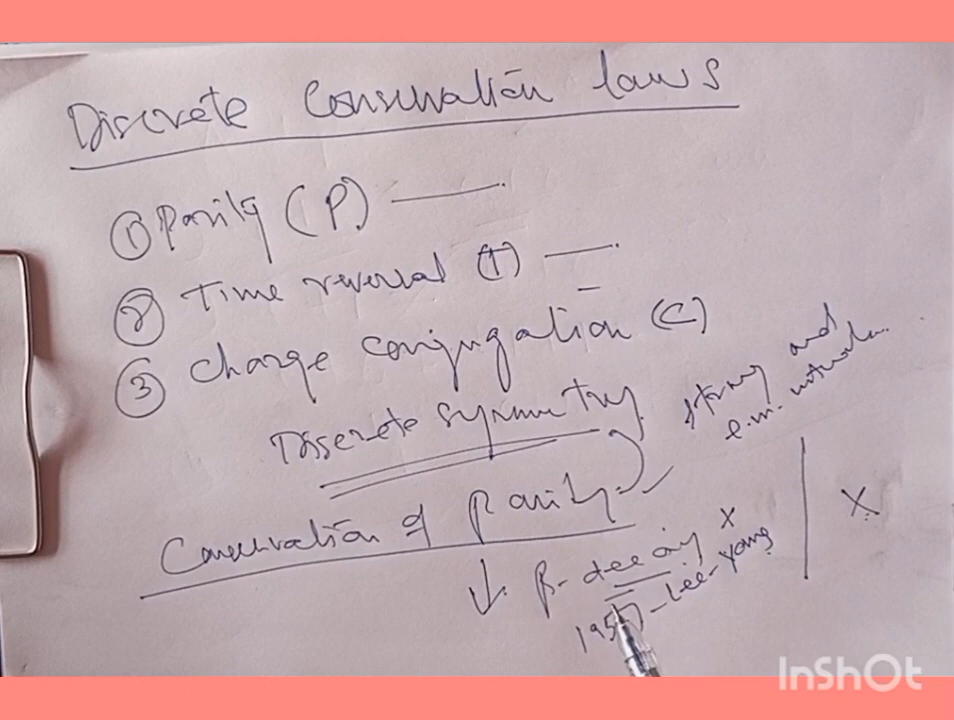 Discrete Conservation laws
① Parity (P) —
② Time reversal (T) —
③ Charge conjugation (C)
Discrete symmetry
strong and
e.m.
Conservation of Parity
↓ β-decay X
1957-Lee-Yang
X
InShOt